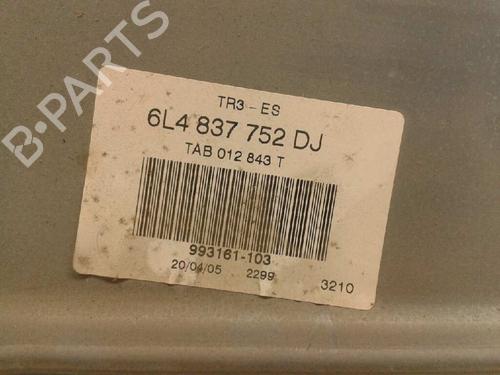 B-PARTS
TR3-ES
6L4 837 752 DJ
TAB 012 843 T
993161-103
20/04/05 2299 3210